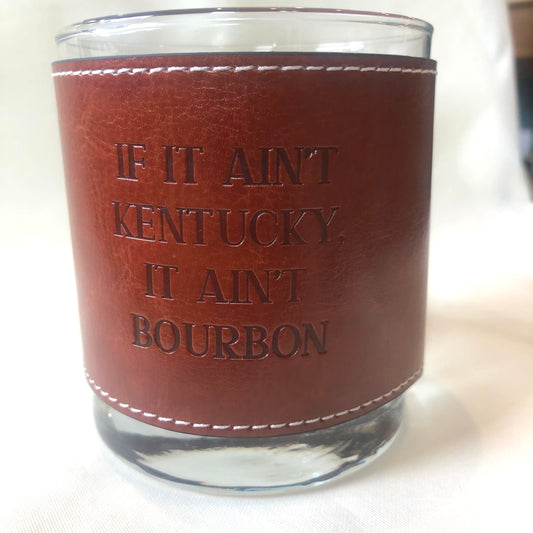 IF IT AIN'T
KENTUCKY,
IT AIN'T
BOURBON